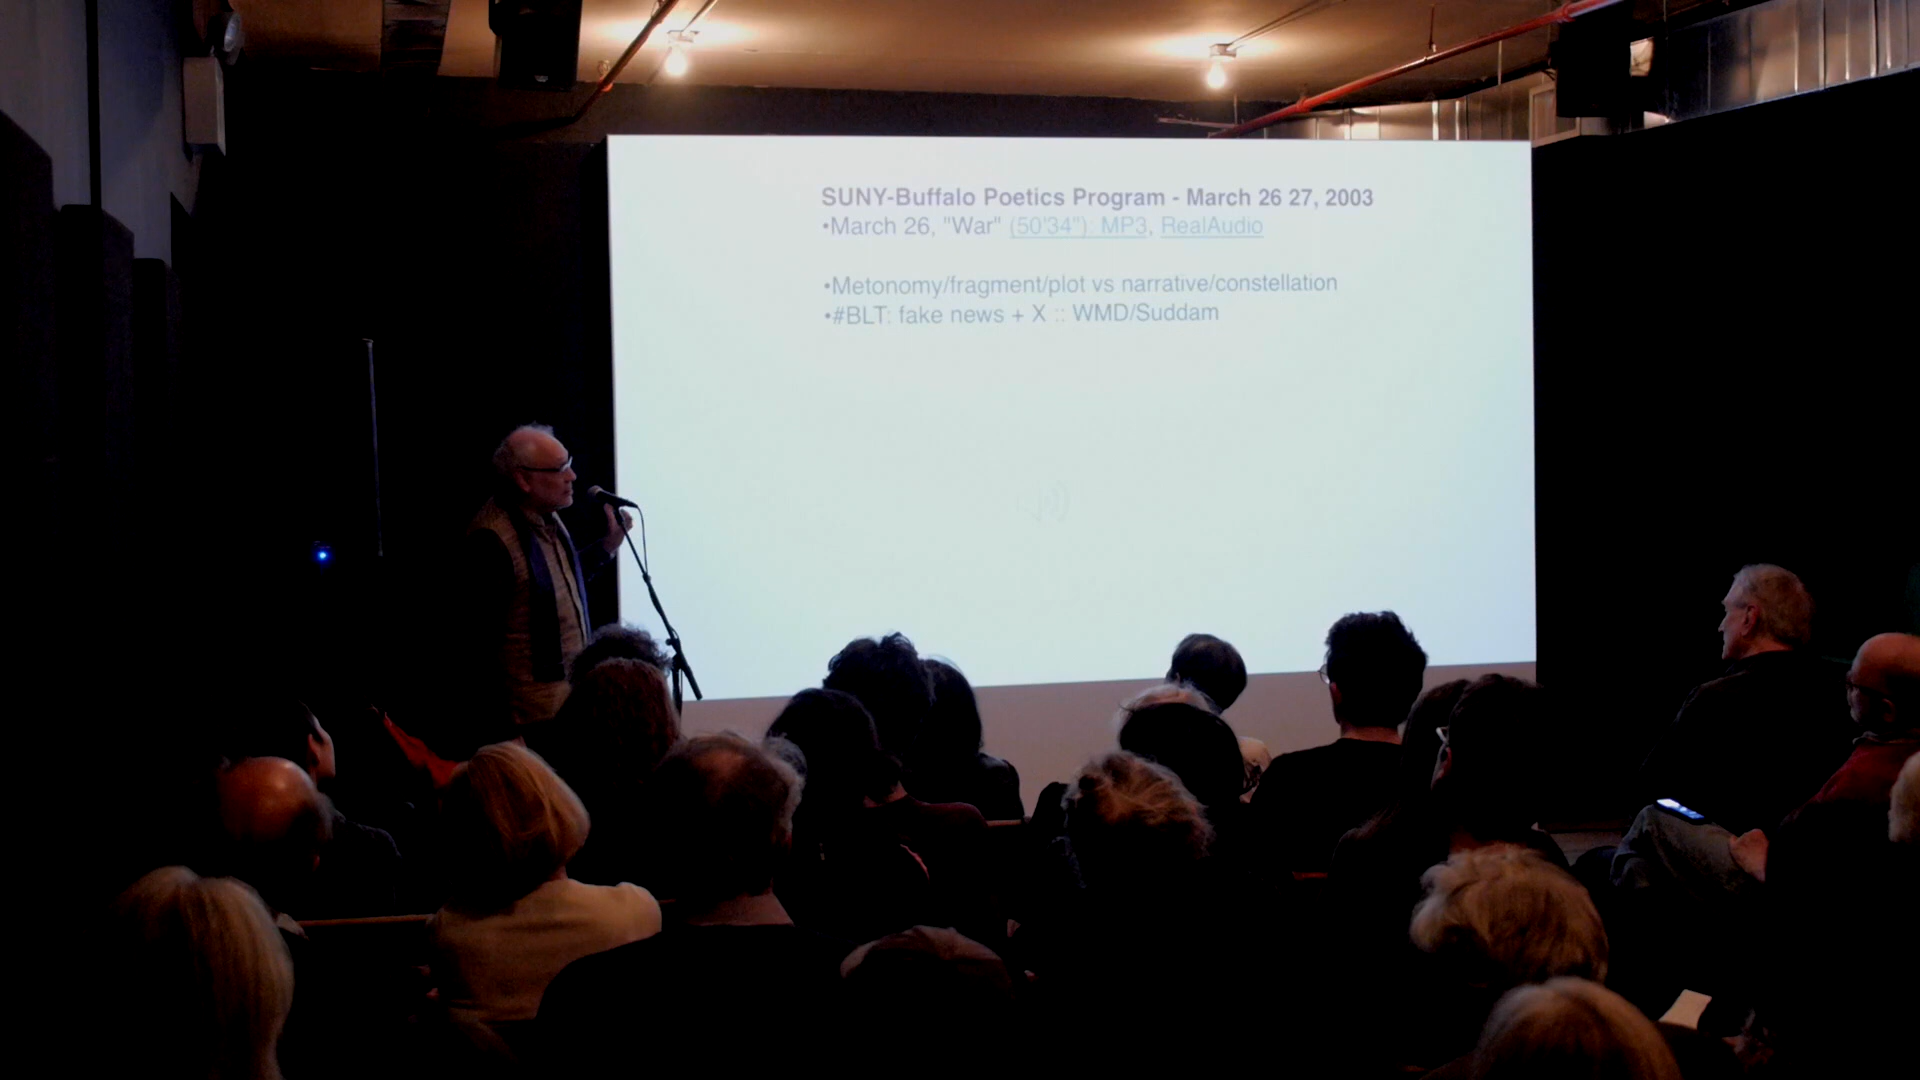 SUNY-Buffalo Poetics Program - March 26 27, 2003
•March 26, "War" (50'34"): MP3, RealAudio
•Metonomy/fragment/plot vs narrative/constellation
•#BLT: fake news + X :: WMD/Suddam